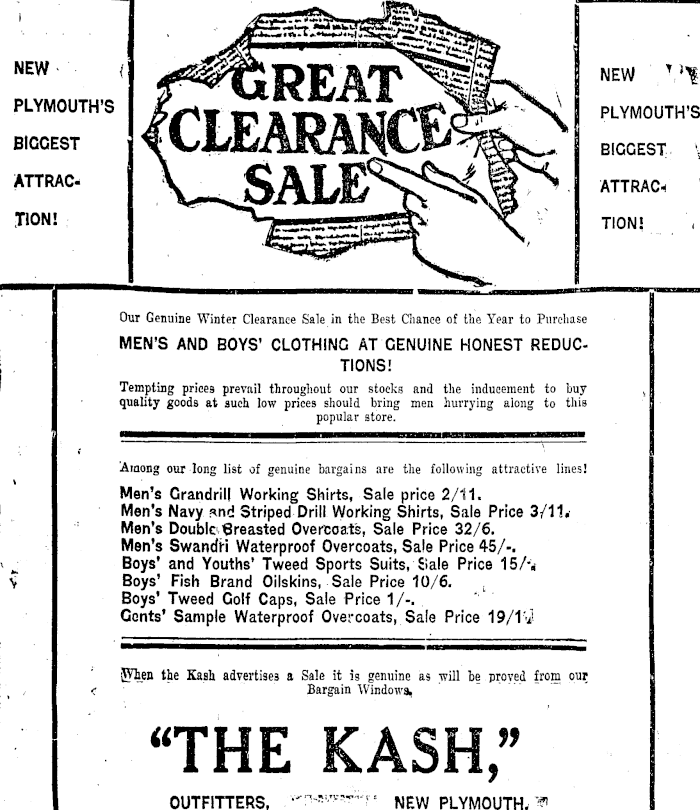 NEW
PLYMOUTH'S
BIGGEST
ATTRAC-
TION!
GREAT
CLEARANCE
SALE
NEW
PLYMOUTH'S
BIGGEST
ATTRAC-
TION!
Our Genuine Winter Clearance Sale in the Best Chance of the Year to Purchase
MEN'S AND BOYS' CLOTHING AT GENUINE HONEST REDUC-
TIONS!
Tempting prices prevail throughout our stocks and the inducement to buy
quality goods at such low prices should bring men hurrying along to this
popular store.
Among our long list of genuine bargains are the following attractive lines!
Men's Grandrill Working Shirts, Sale price 2/11.
Men's Navy and Striped Drill Working Shirts, Sale Price 3/11.
Men's Double Breasted Overcoats, Sale Price 32/6.
Men's Swandri Waterproof Overcoats, Sale Price 45/-.
Boys' and Youths' Tweed Sports Suits, Sale Price 15/-.
Boys' Fish Brand Oilskins, Sale Price 10/6.
Boys' Tweed Golf Caps, Sale Price 1/-.
Gents' Sample Waterproof Overcoats, Sale Price
When the Kash advertises a Sale it is genuine as will be proved from our
Bargain Windows,
"THE KASH,"
OUTFITTERS, NEW PLYMOUTH.